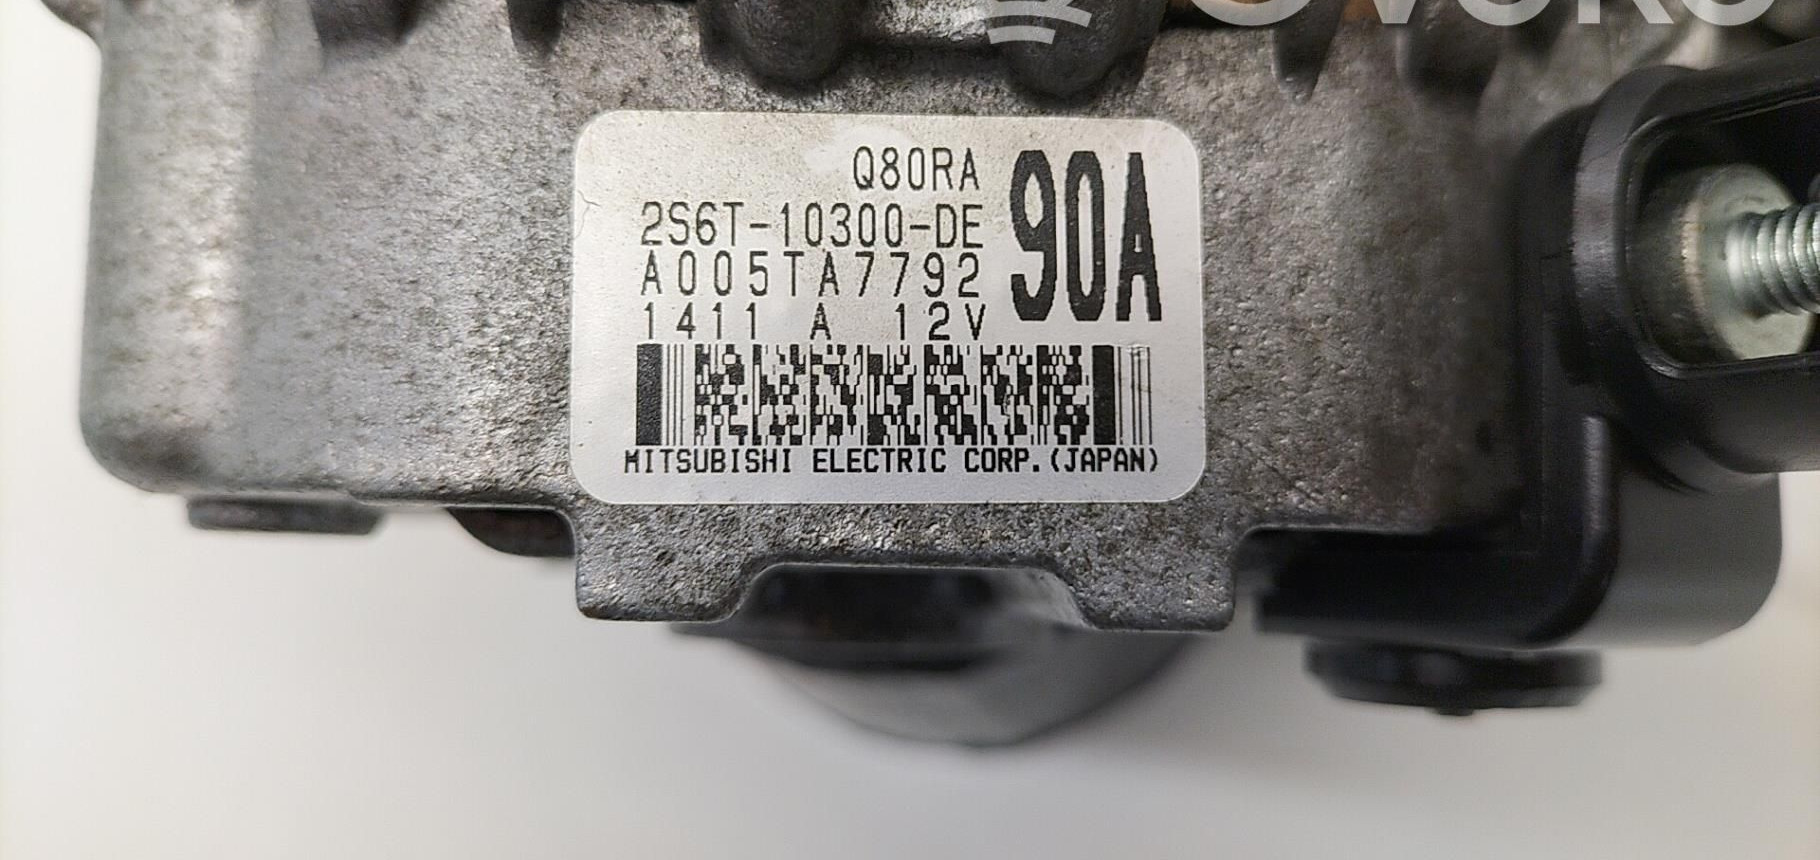 Q80RA
2S6T-10300-DE
90A
A005TA7792
1411 A 12V
MITSUBISHI ELECTRIC CORP.(JAPAN)